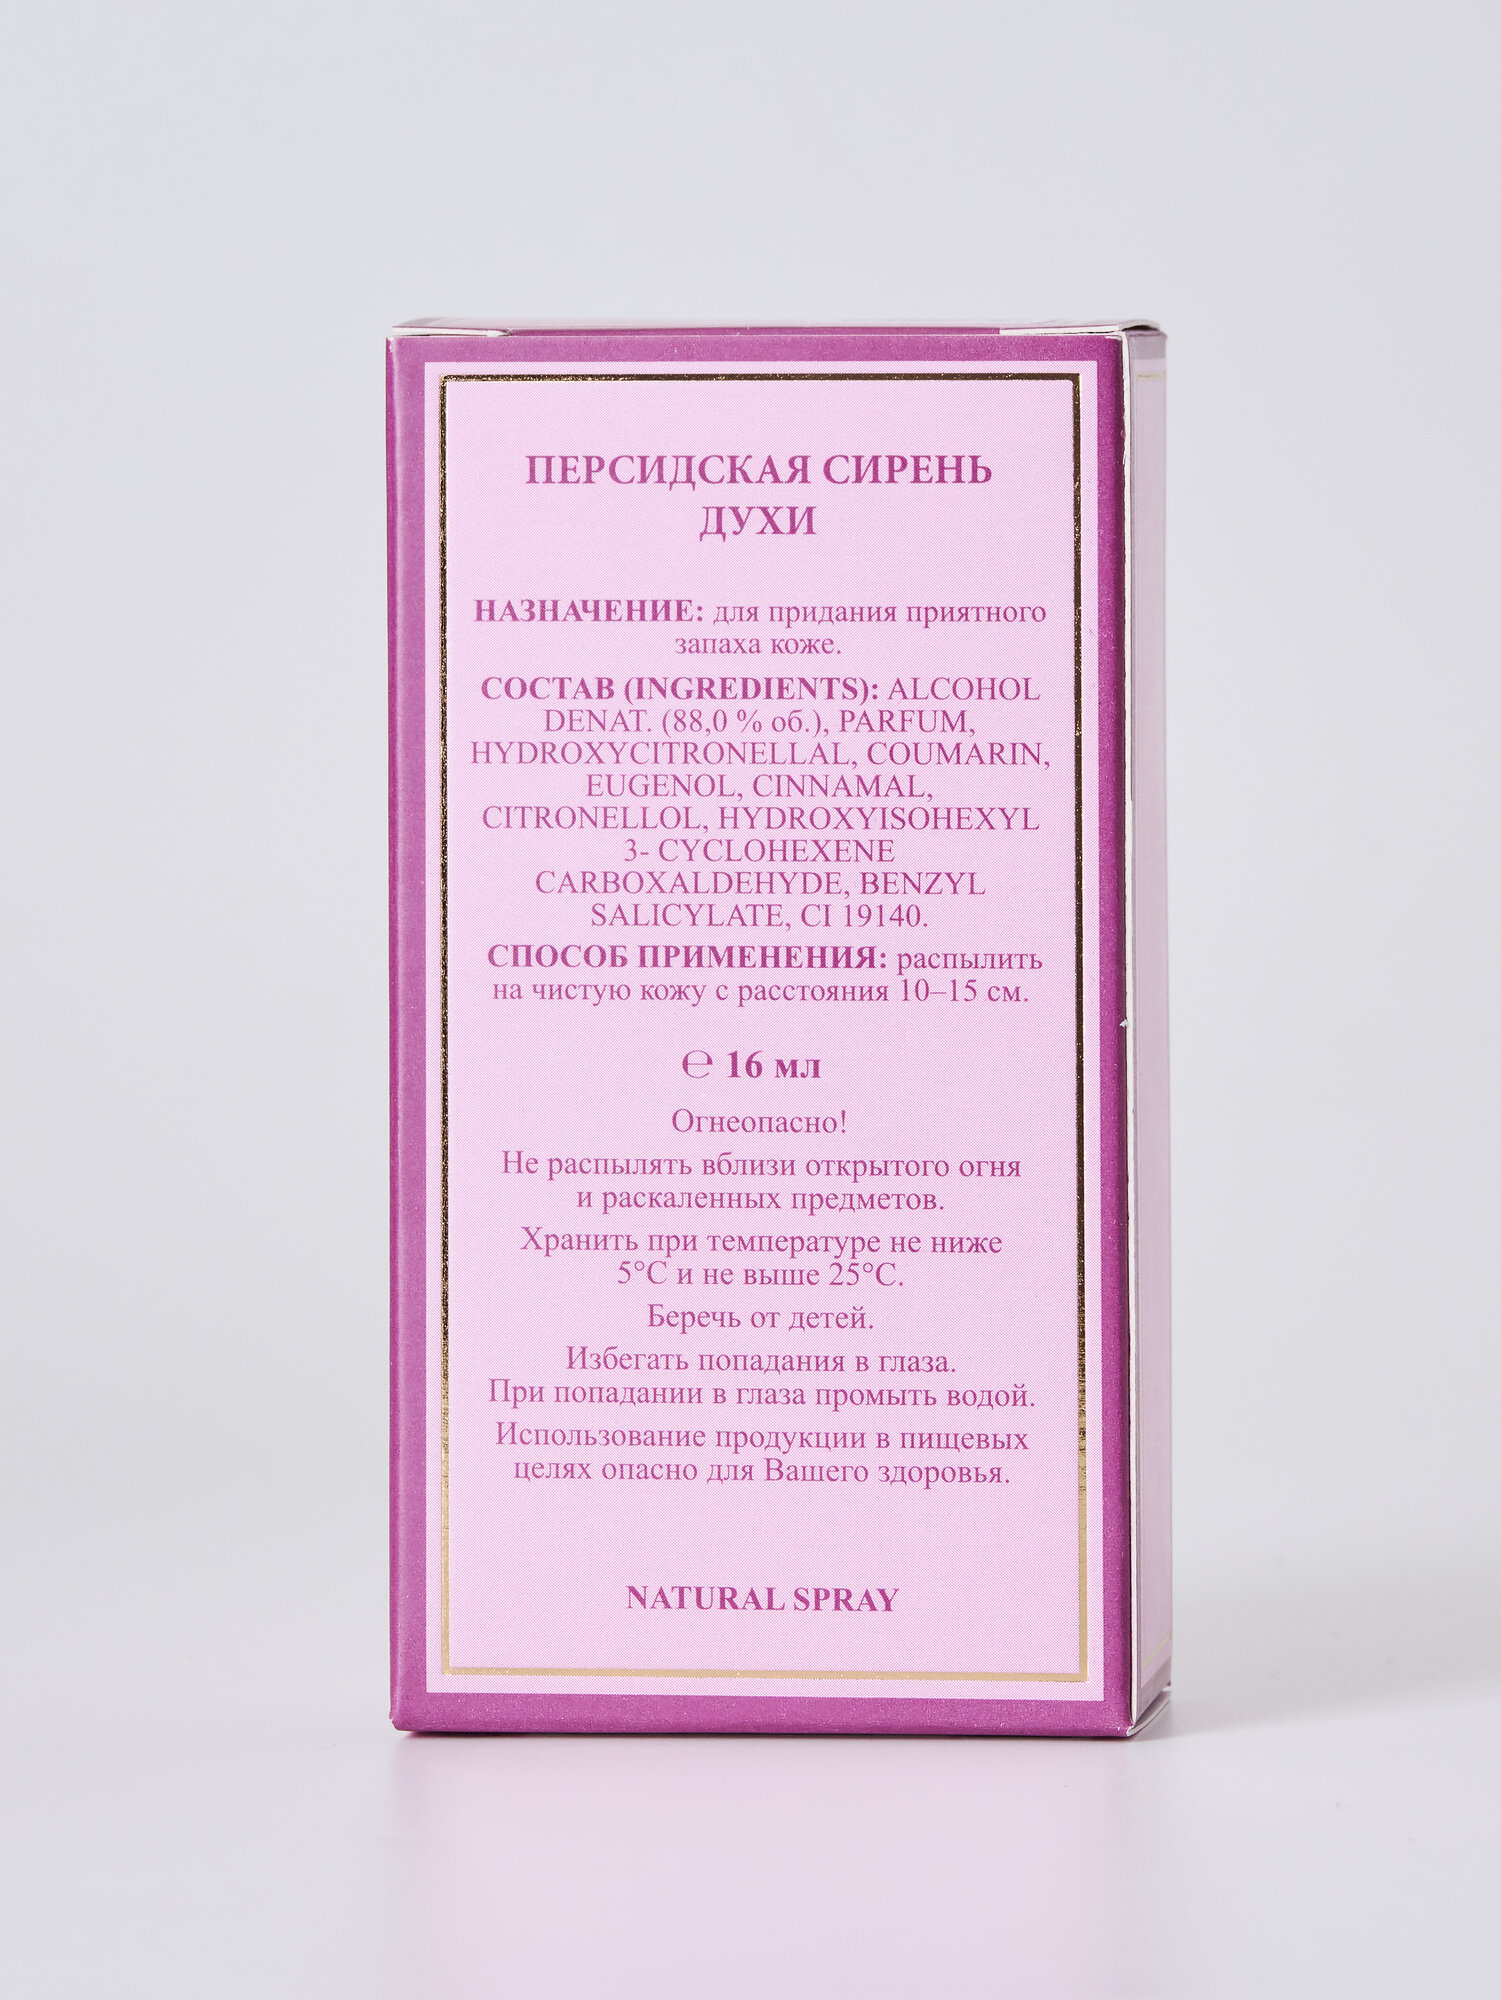 ПЕРСИДСКАЯ СИРЕНЬ
ДУХИ
НАЗНАЧЕНИЕ: для придания приятного
запаха коже.
СОСТАВ (INGREDIENTS): ALCOHOL
DENAT. (88,0 % об.), PARFUM,
HYDROXYCITRONELLAL, COUMARIN,
EUGENOL, CINNAMAL,
CITRONELLOL, HYDROXYISOHEXYL
3- CYCLOHEXENE
CARBOXALDEHYDE, BENZYL
SALICYLATE, CI 19140.
СПОСОБ ПРИМЕНЕНИЯ: распылить
на чистую кожу с расстояния 10–15 см.
℮ 16 мл
Огнеопасно!
Не распылять вблизи открытого огня
и раскаленных предметов.
Хранить при температуре не ниже
5°С и не выше 25°С.
Беречь от детей.
Избегать попадания в глаза.
При попадании в глаза промыть водой.
Использование продукции в пищевых
целях опасно для Вашего здоровья.
NATURAL SPRAY